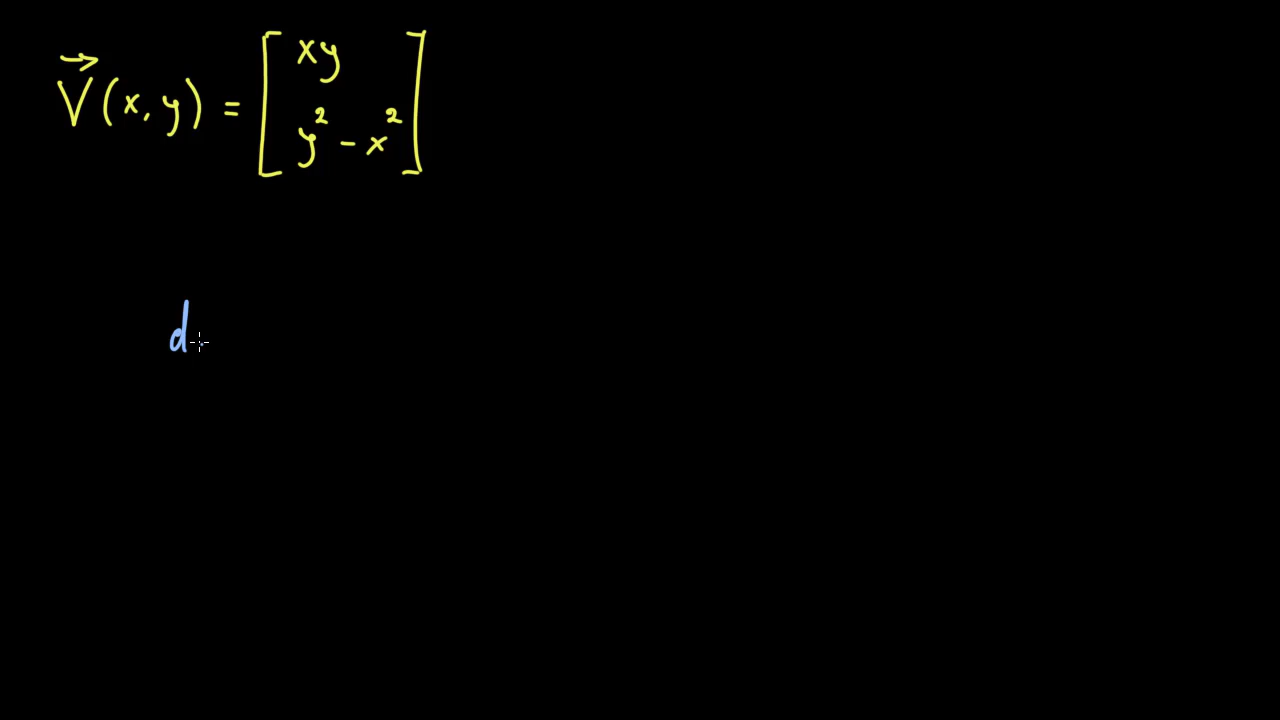 V⃗(x, y) = [ xy
y² - x² ]
d